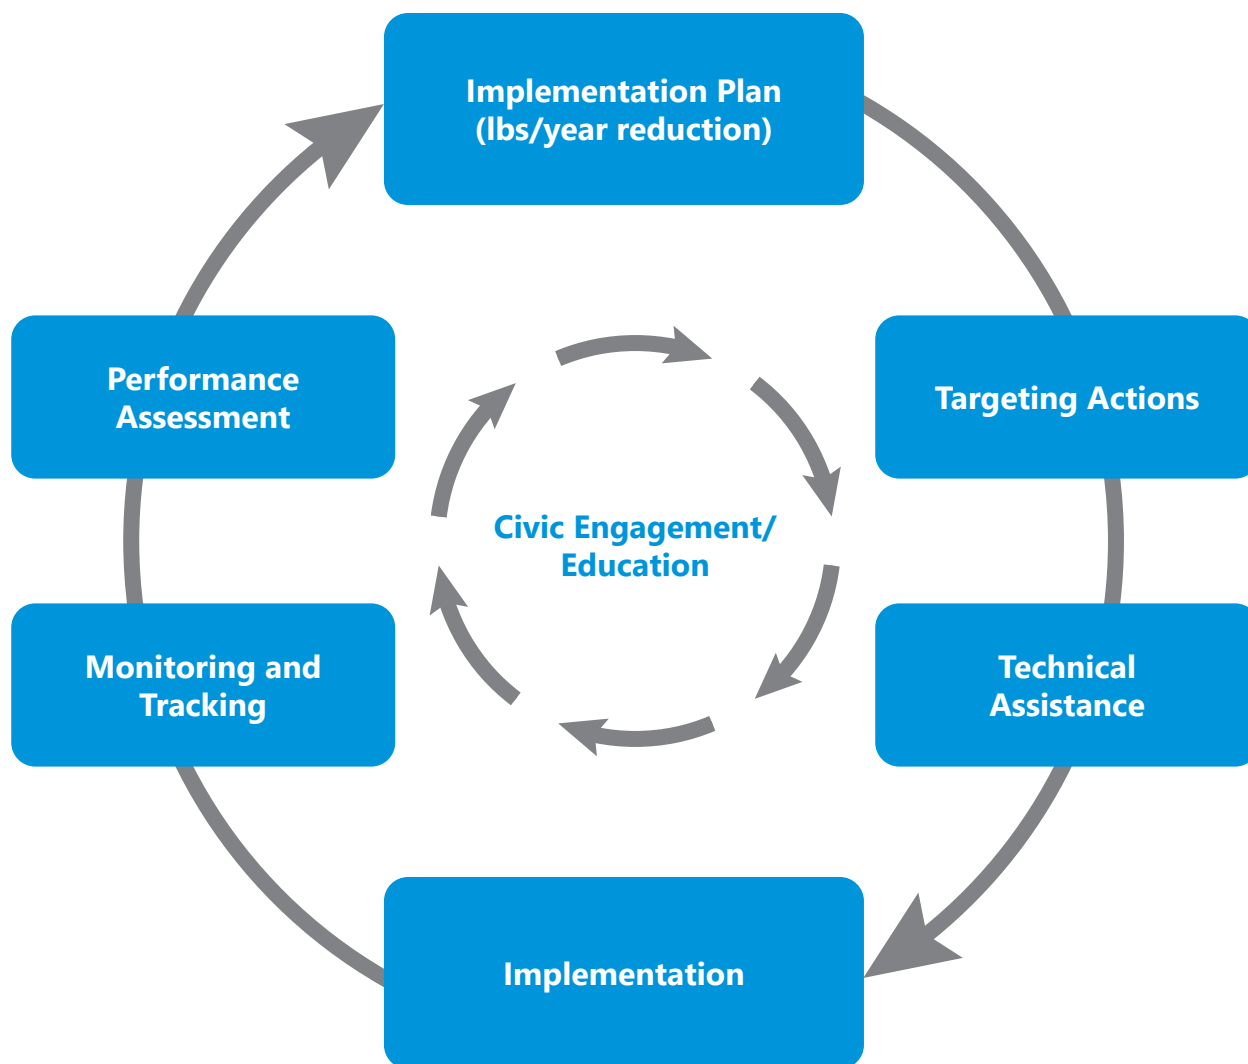 Implementation Plan
(lbs/year reduction)
Performance
Assessment
Targeting Actions
Civic Engagement/
Education
Monitoring and
Tracking
Technical
Assistance
Implementation